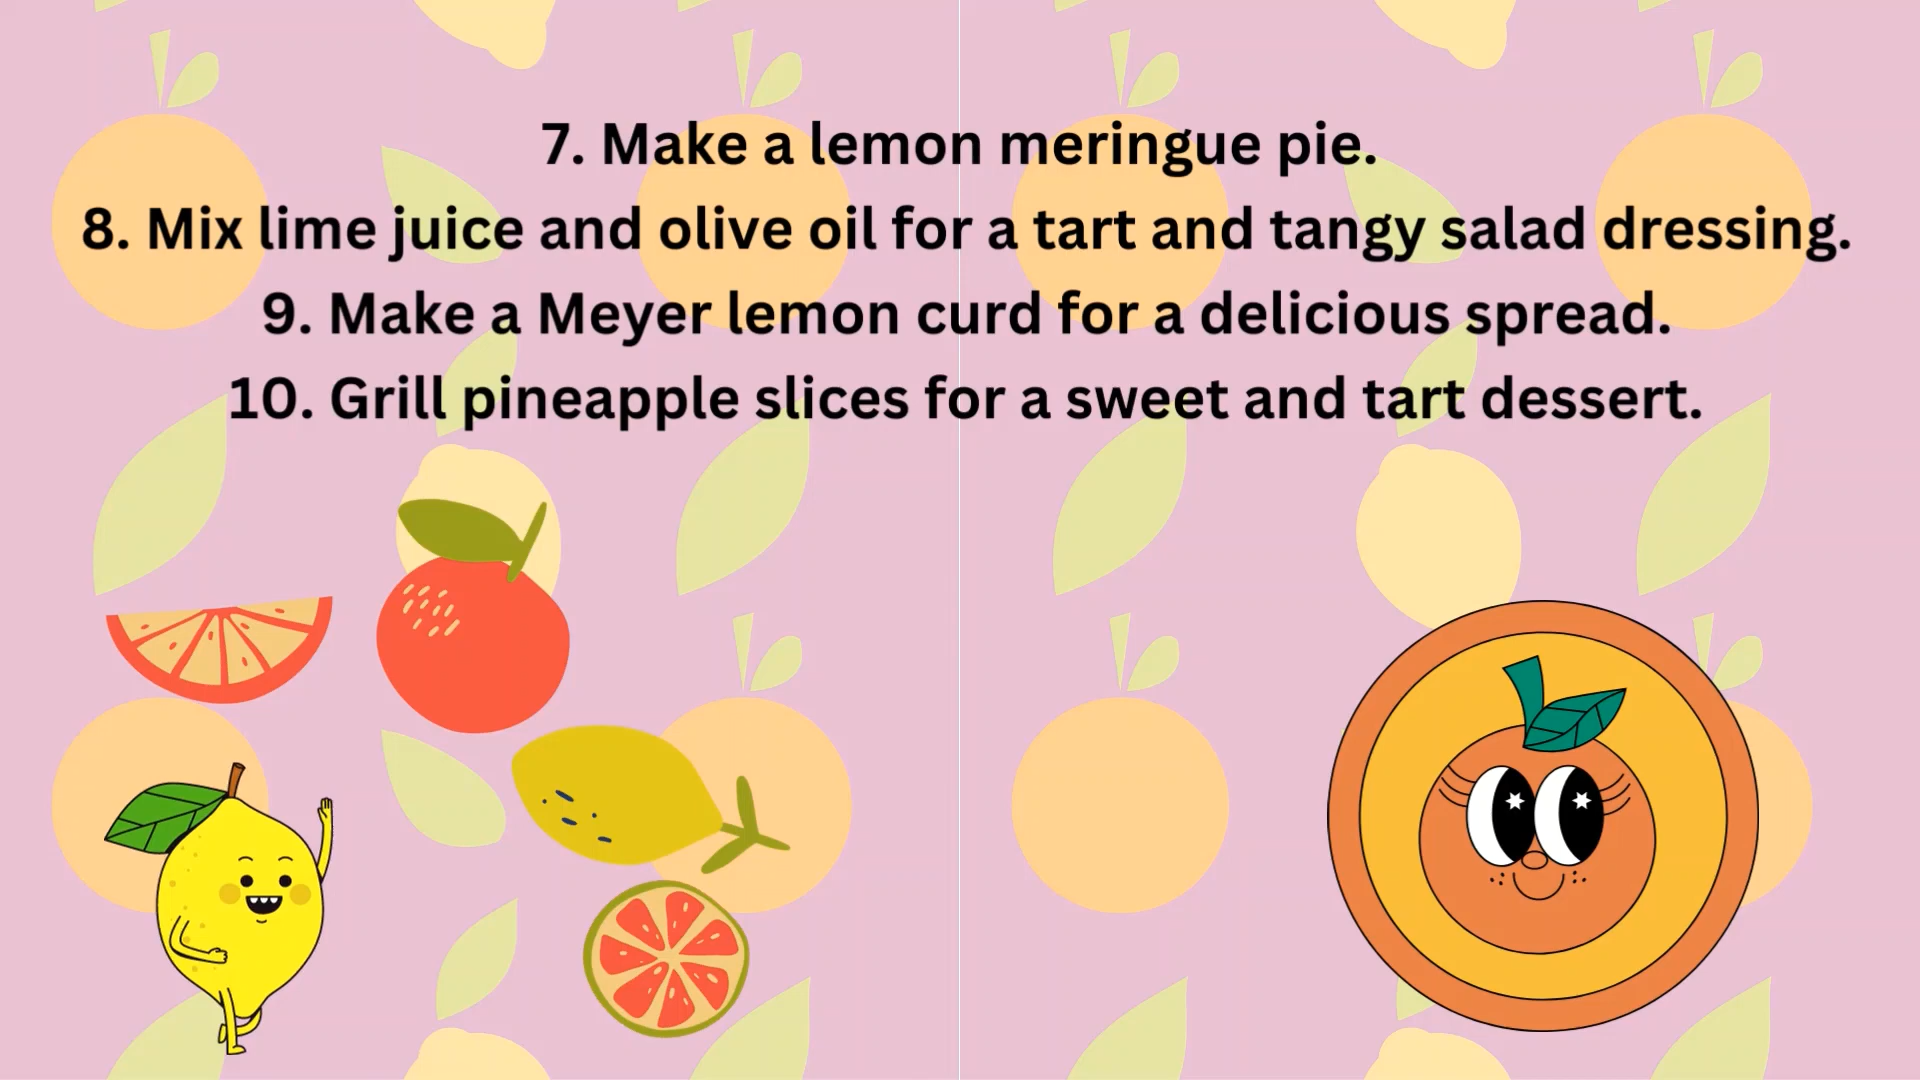 7. Make a lemon meringue pie.
8. Mix lime juice and olive oil for a tart and tangy salad dressing.
9. Make a Meyer lemon curd for a delicious spread.
10. Grill pineapple slices for a sweet and tart dessert.